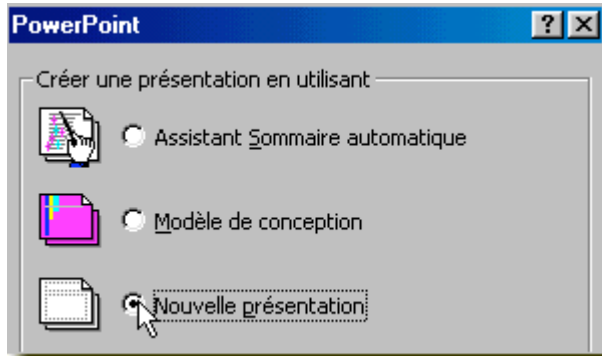 PowerPoint
Créer une présentation en utilisant
Assistant Sommaire automatique
Modèle de conception
Nouvelle présentation